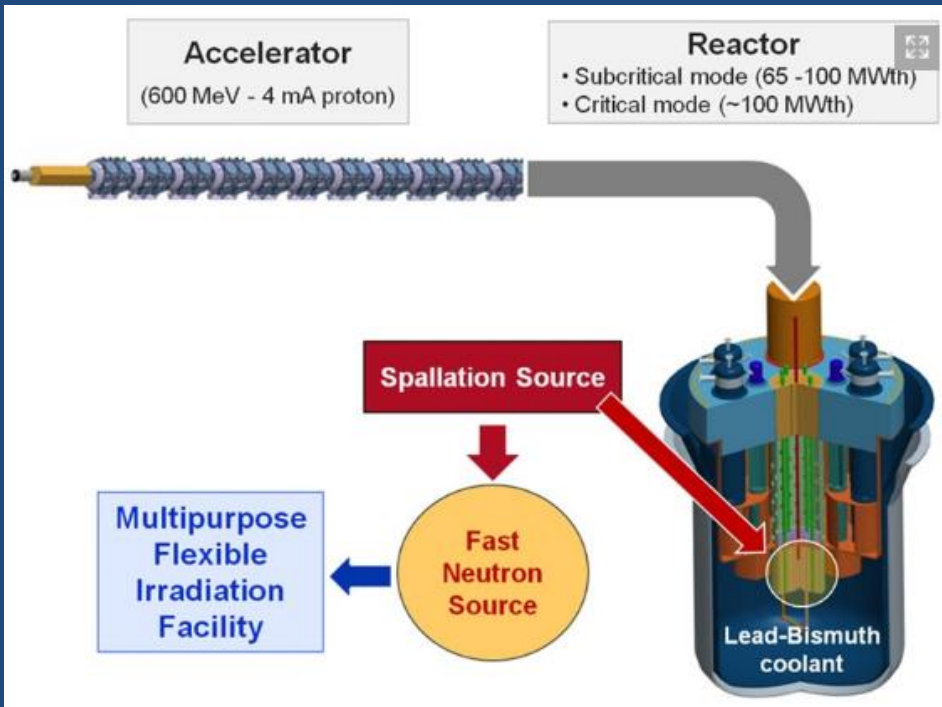 Accelerator
(600 MeV - 4 mA proton)
Reactor
• Subcritical mode (65 -100 MWth)
• Critical mode (~100 MWth)
Spallation Source
Multipurpose
Flexible
Irradiation
Facility
Fast
Neutron
Source
Lead-Bismuth
coolant